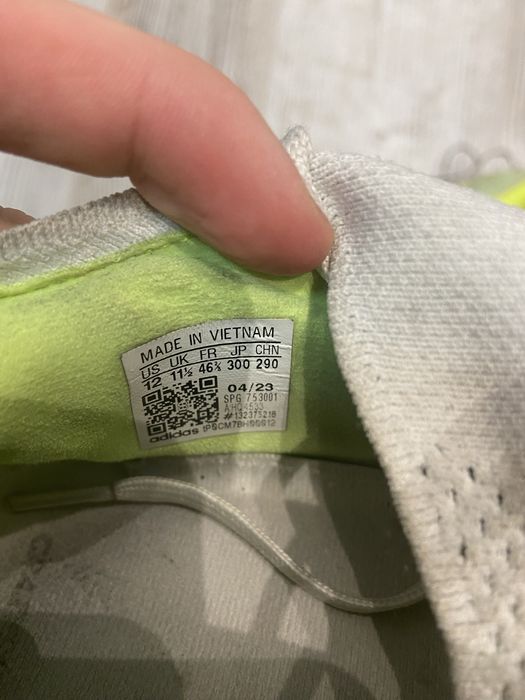 MADE IN VIETNAM
US UK FR JP CHN
12 11½ 46⅔ 300 290
04/23
SPG 753001
#132375218
adidas